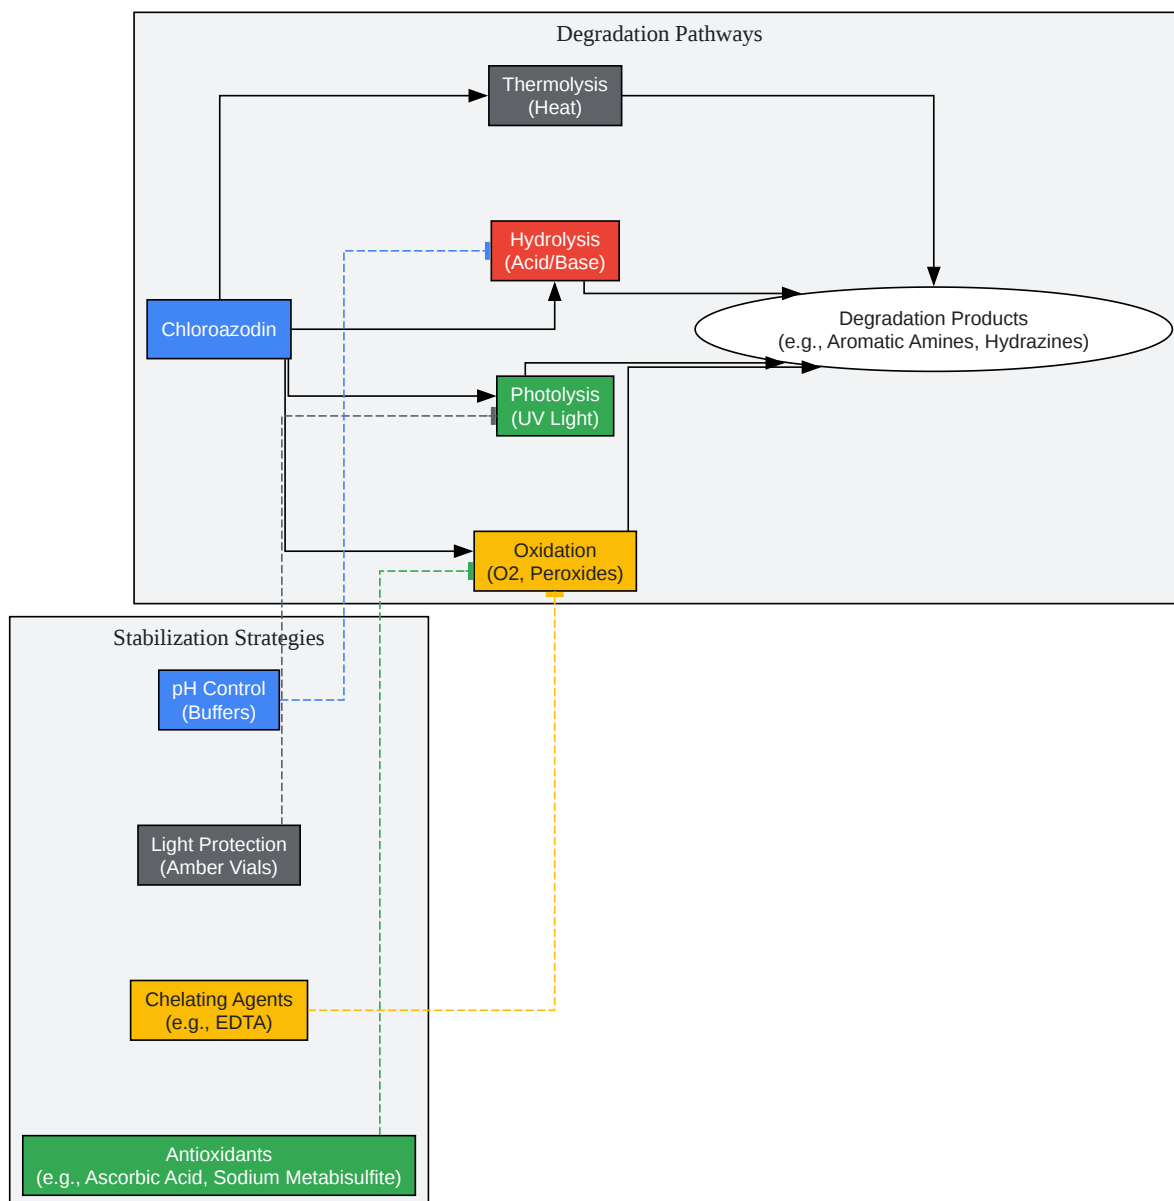 Degradation Pathways
Thermolysis
(Heat)
Hydrolysis
(Acid/Base)
Chloroazodin
Degradation Products
(e.g., Aromatic Amines, Hydrazines)
Photolysis
(UV Light)
Oxidation
(O2, Peroxides)
Stabilization Strategies
pH Control
(Buffers)
Light Protection
(Amber Vials)
Chelating Agents
(e.g., EDTA)
Antioxidants
(e.g., Ascorbic Acid, Sodium Metabisulfite)